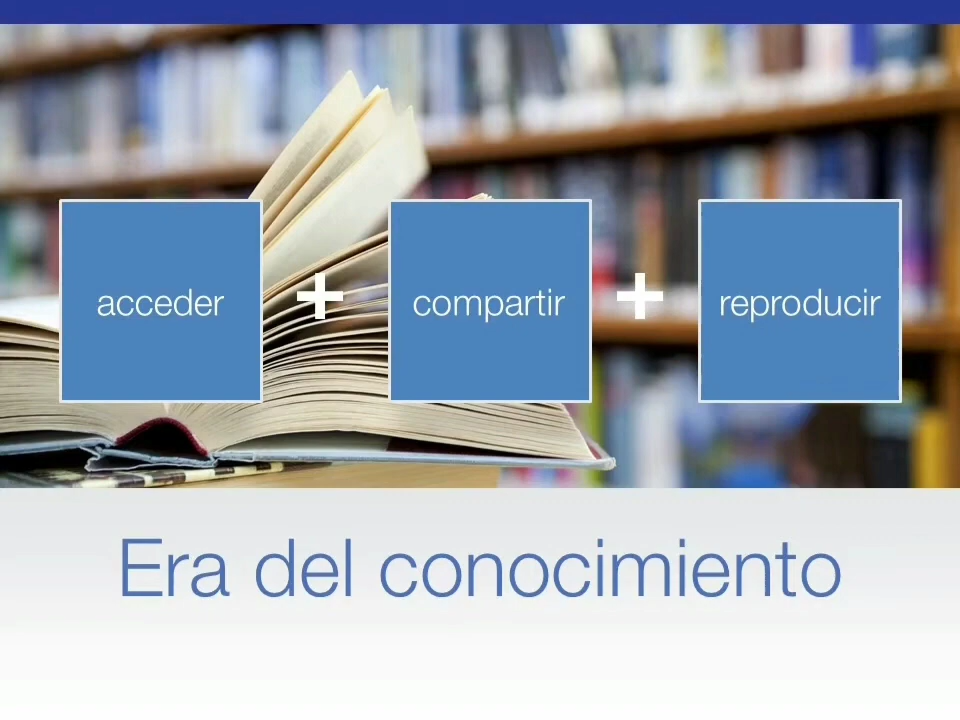 acceder + compartir + reproducir
Era del conocimiento